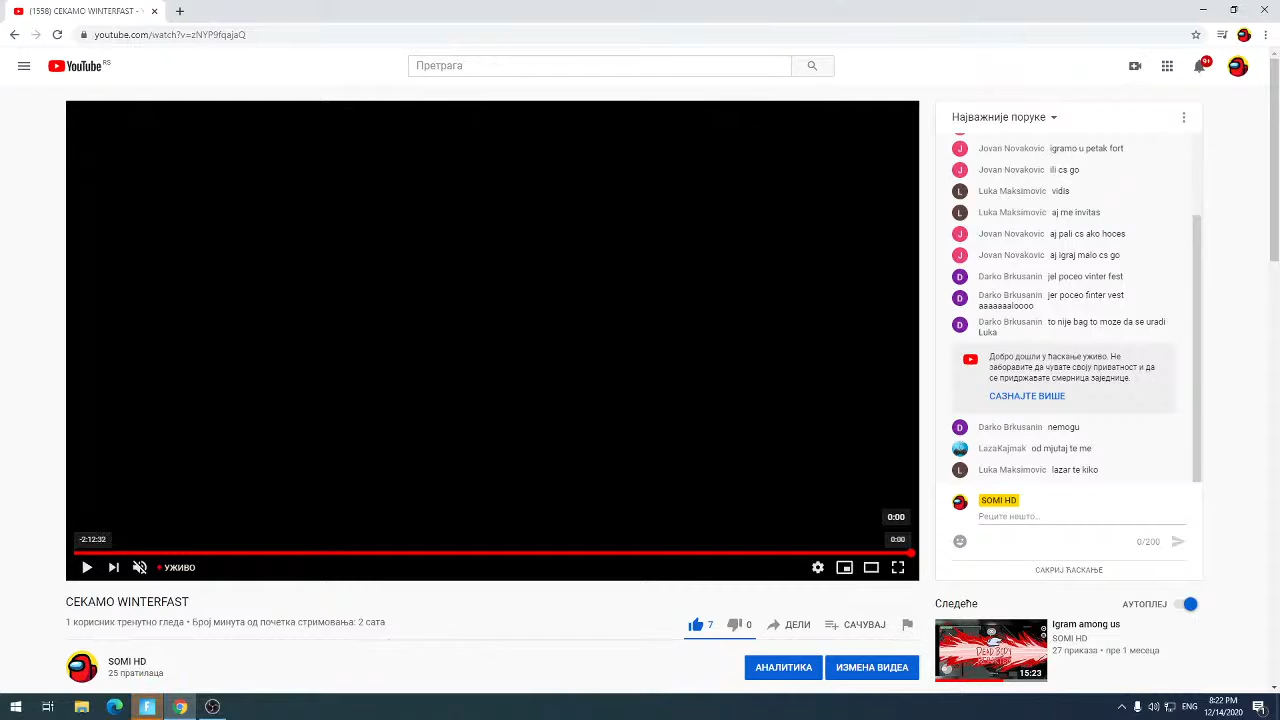 (1558) CEKAMO WINTERFAST -
youtube.com/watch?v=zNYP9fqajaQ
YouTube RS
Претрага
9+
Најважније поруке
J Jovan Novakovic igramo u petak fort
J Jovan Novakovic ili cs go
L Luka Maksimovic vidis
L Luka Maksimovic aj me invitas
J Jovan Novakovic aj pali cs ako hoces
J Jovan Novakovic aj igraj malo cs go
D Darko Brkusanin jel poceo vinter fest
D Darko Brkusanin jer poceo finter vest
aaaaaaaloooo
D Darko Brkusanin to nije bag to moze da se uradi
Luka
Добро дошли у ћаскање уживо. Не
заборавите да чувате своју приватност и да
се придржавате смерница заједнице.
САЗНАЈТЕ ВИШЕ
D Darko Brkusanin nemogu
LazaKajmak od mjutaj te me
L Luka Maksimovic lazar te kiko
SOMI HD
Реците нешто...
0/200
САКРИЈ ЋАСКАЊЕ
0:00
-2:12:32
0:00
УЖИВО
CEKAMO WINTERFAST
1 корисник тренутно гледа • Број минута од почетка стримовања: 2 сата
7 0 ДЕЛИ САЧУВАЈ
SOMI HD
25 пратилаца
АНАЛИТИКА ИЗМЕНА ВИДЕА
Следеће
АУТОПЛЕЈ
DEAD BODY
REPORTED
15:23
Igram among us
SOMI HD
27 приказа • пре 1 месеца
ENG
8:22 PM
12/14/2020